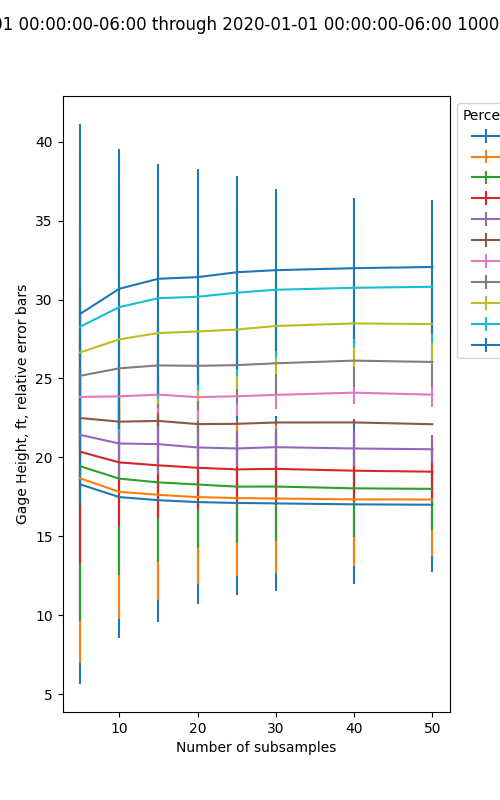 01 00:00:00-06:00 through 2020-01-01 00:00:00-06:00 1000
Perce
40
35
30
25
20
15
10
5
Gage Height, ft, relative error bars
10 20 30 40 50
Number of subsamples